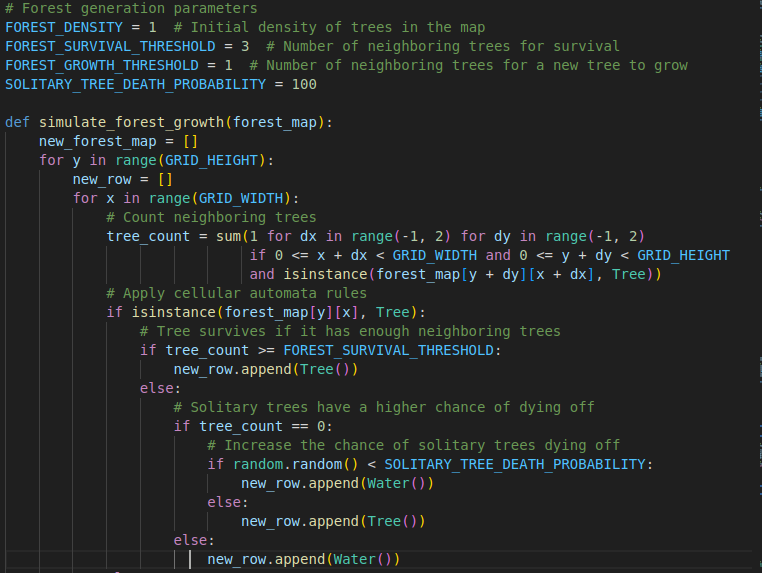 # Forest generation parameters
FOREST_DENSITY = 1  # Initial density of trees in the map
FOREST_SURVIVAL_THRESHOLD = 3  # Number of neighboring trees for survival
FOREST_GROWTH_THRESHOLD = 1  # Number of neighboring trees for a new tree to grow
SOLITARY_TREE_DEATH_PROBABILITY = 100

def simulate_forest_growth(forest_map):
    new_forest_map = []
    for y in range(GRID_HEIGHT):
        new_row = []
        for x in range(GRID_WIDTH):
            # Count neighboring trees
            tree_count = sum(1 for dx in range(-1, 2) for dy in range(-1, 2)
                             if 0 <= x + dx < GRID_WIDTH and 0 <= y + dy < GRID_HEIGHT
                             and isinstance(forest_map[y + dy][x + dx], Tree))
            # Apply cellular automata rules
            if isinstance(forest_map[y][x], Tree):
                # Tree survives if it has enough neighboring trees
                if tree_count >= FOREST_SURVIVAL_THRESHOLD:
                    new_row.append(Tree())
                else:
                    # Solitary trees have a higher chance of dying off
                    if tree_count == 0:
                        # Increase the chance of solitary trees dying off
                        if random.random() < SOLITARY_TREE_DEATH_PROBABILITY:
                            new_row.append(Water())
                        else:
                            new_row.append(Tree())
                    else:
                        new_row.append(Water())